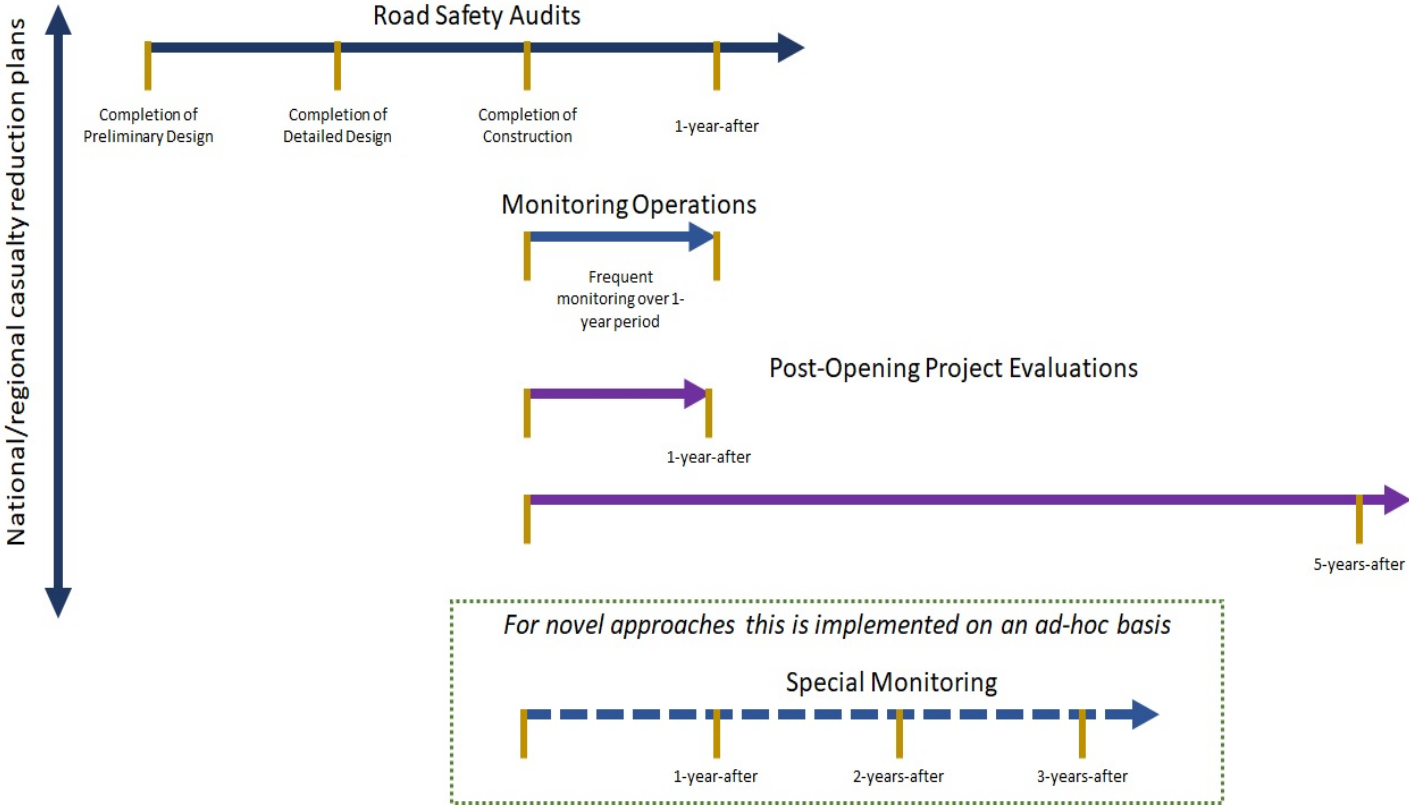 National/regional casualty reduction plans
Road Safety Audits
Completion of
Preliminary Design
Completion of
Detailed Design
Completion of
Construction
1-year-after
Monitoring Operations
Frequent
monitoring over 1-
year period
Post-Opening Project Evaluations
1-year-after
5-years-after
For novel approaches this is implemented on an ad-hoc basis
Special Monitoring
1-year-after
2-years-after
3-years-after